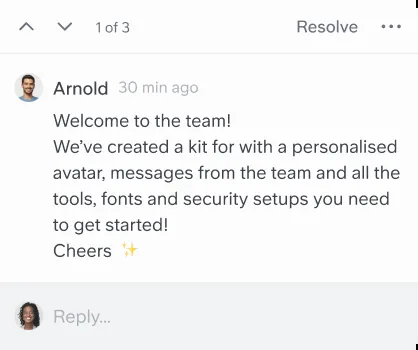 1 of 3 Resolve
Arnold 30 min ago
Welcome to the team!
We’ve created a kit for with a personalised
avatar, messages from the team and all the
tools, fonts and security setups you need
to get started!
Cheers ✨
Reply...